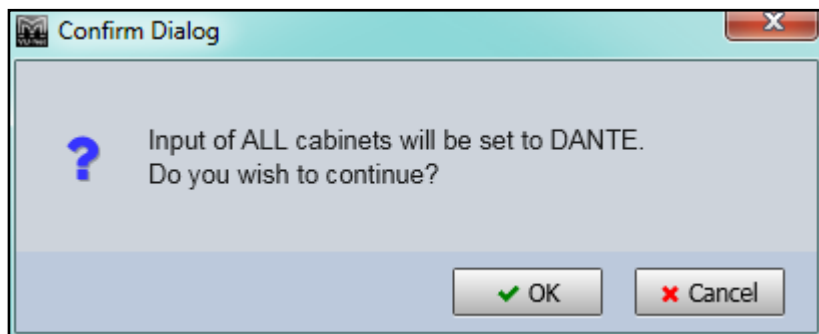 Confirm Dialog
Input of ALL cabinets will be set to DANTE.
Do you wish to continue?
OK
Cancel